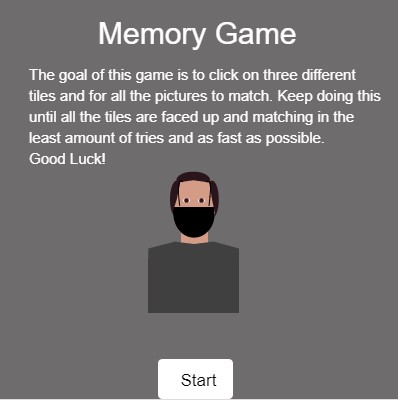 Memory Game
The goal of this game is to click on three different
tiles and for all the pictures to match. Keep doing this
until all the tiles are faced up and matching in the
least amount of tries and as fast as possible.
Good Luck!
Start